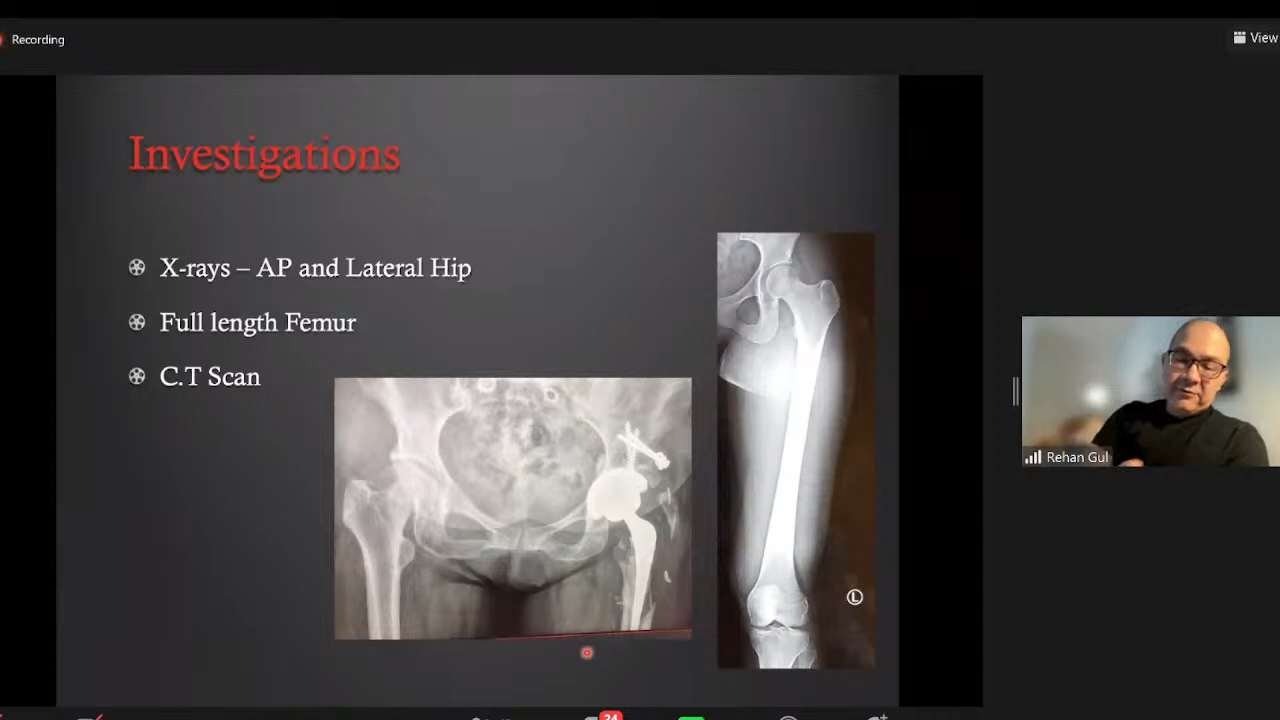 Recording
View
Investigations
X-rays – AP and Lateral Hip
Full length Femur
C.T Scan
L
Rehan Gul
24